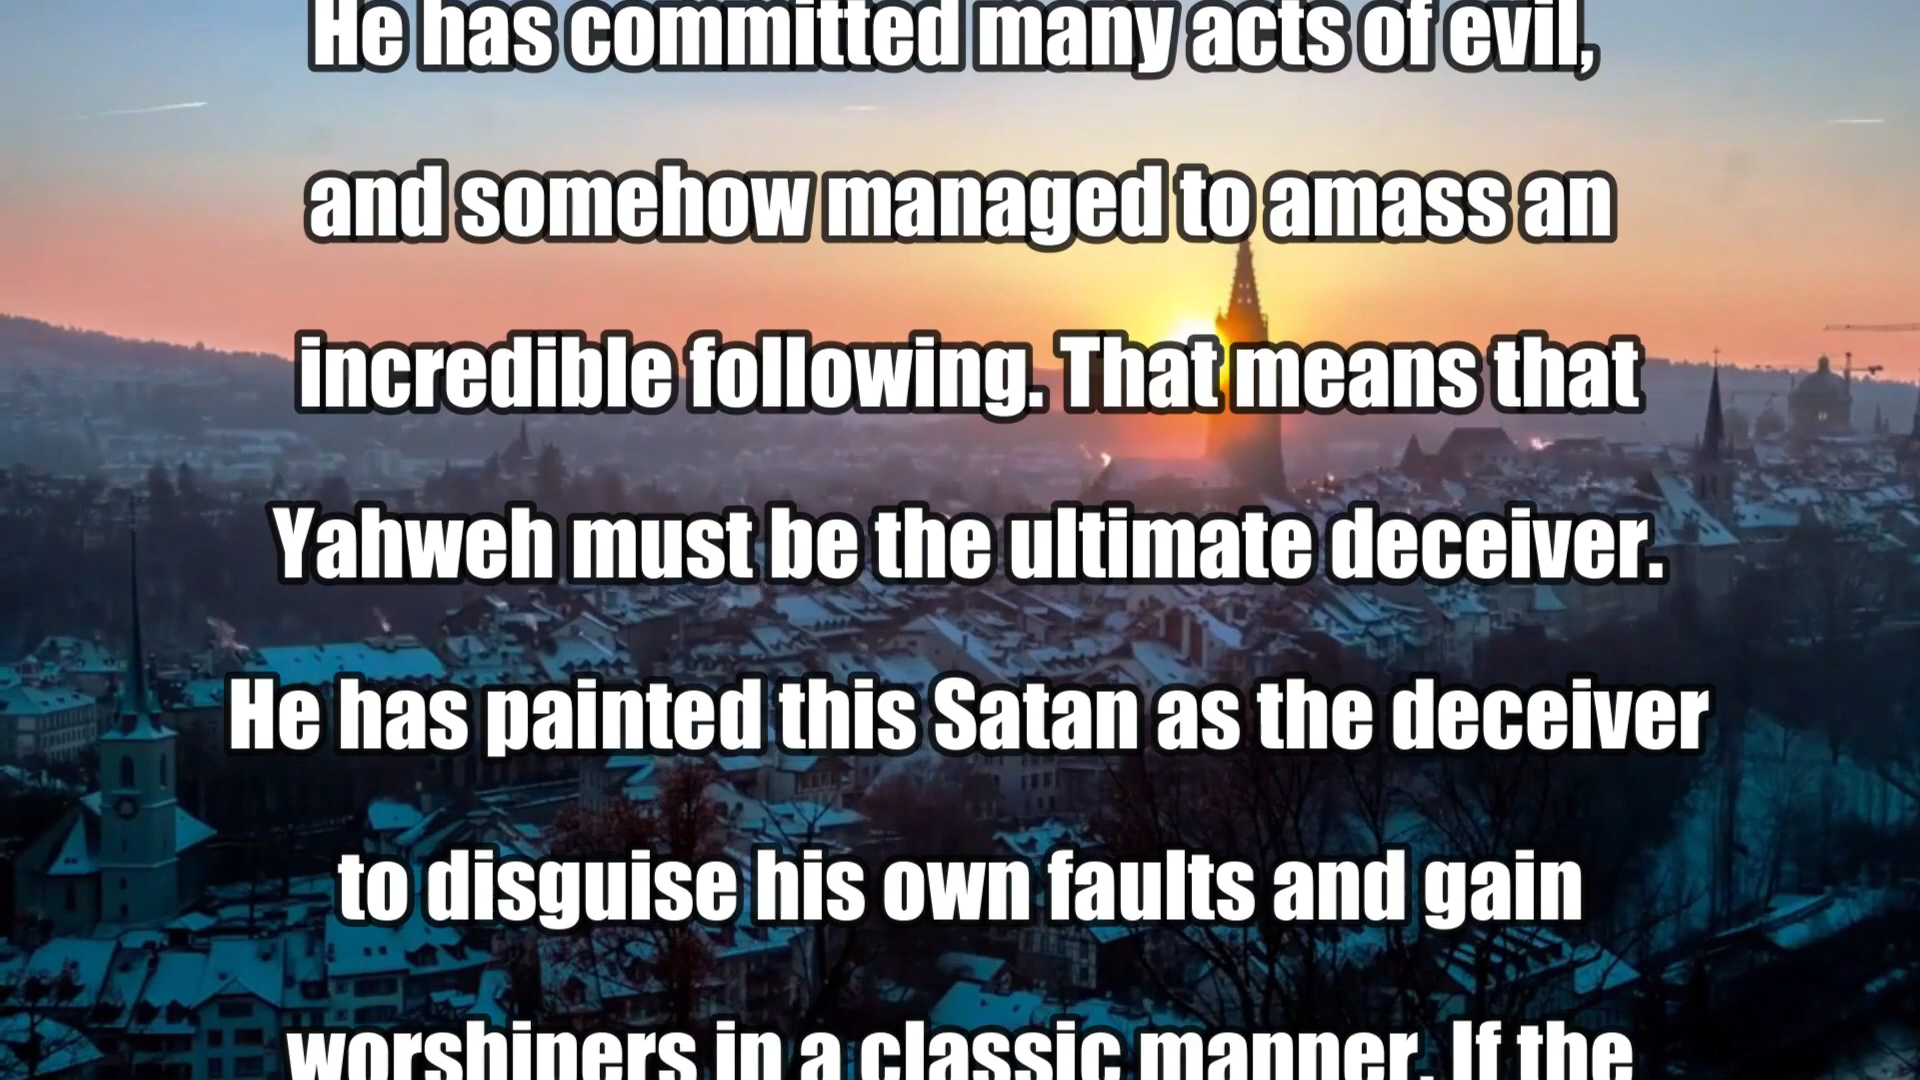 He has committed many acts of evil,
and somehow managed to amass an
incredible following. That means that
Yahweh must be the ultimate deceiver.
He has painted this Satan as the deceiver
to disguise his own faults and gain
worshipers in a classic manner. If the